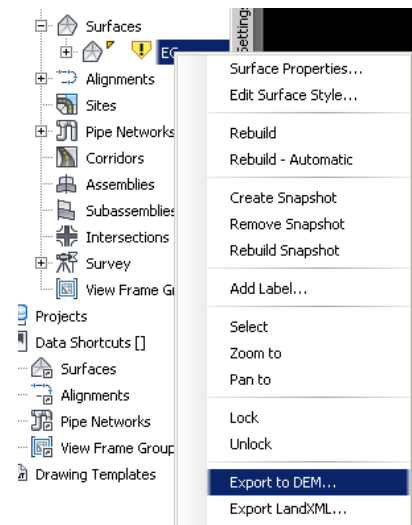 Surfaces
EG
Alignments
Sites
Pipe Networks
Corridors
Assemblies
Subassemblies
Intersections
Survey
View Frame G
Projects
Data Shortcuts []
Surfaces
Alignments
Pipe Networks
View Frame Group
Drawing Templates
Setting
Surface Properties...
Edit Surface Style...
Rebuild
Rebuild - Automatic
Create Snapshot
Remove Snapshot
Rebuild Snapshot
Add Label...
Select
Zoom to
Pan to
Lock
Unlock
Export to DEM...
Export LandXML...